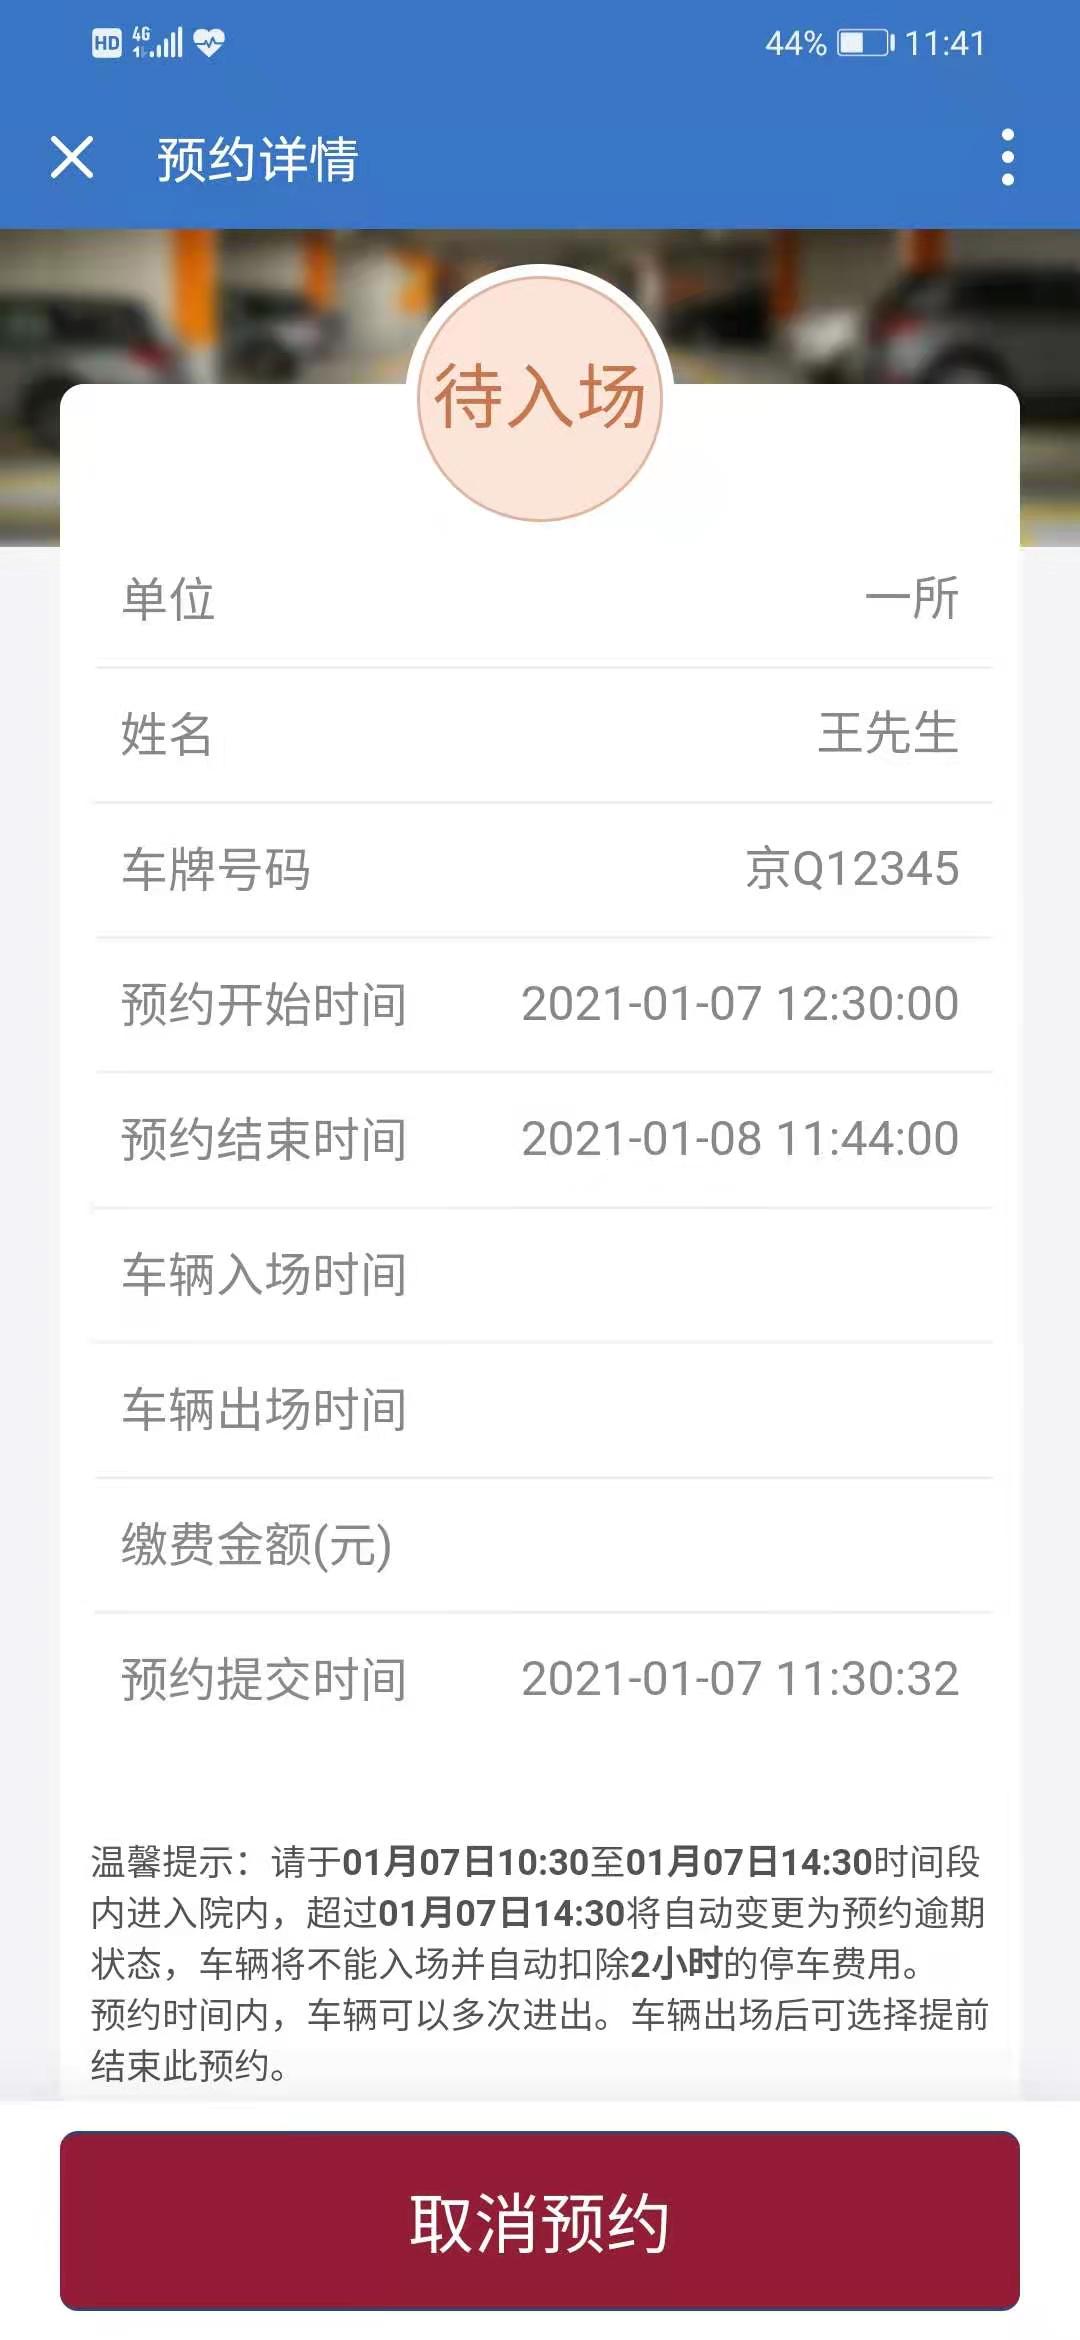 HD 4G 44% 11:41
预约详情
待入场
单位 一所
姓名 王先生
车牌号码 京Q12345
预约开始时间 2021-01-07 12:30:00
预约结束时间 2021-01-08 11:44:00
车辆入场时间
车辆出场时间
缴费金额(元)
预约提交时间 2021-01-07 11:30:32
温馨提示：请于01月07日10:30至01月07日14:30时间段
内进入院内，超过01月07日14:30将自动变更为预约逾期
状态，车辆将不能入场并自动扣除2小时的停车费用。
预约时间内，车辆可以多次进出。车辆出场后可选择提前
结束此预约。
取消预约